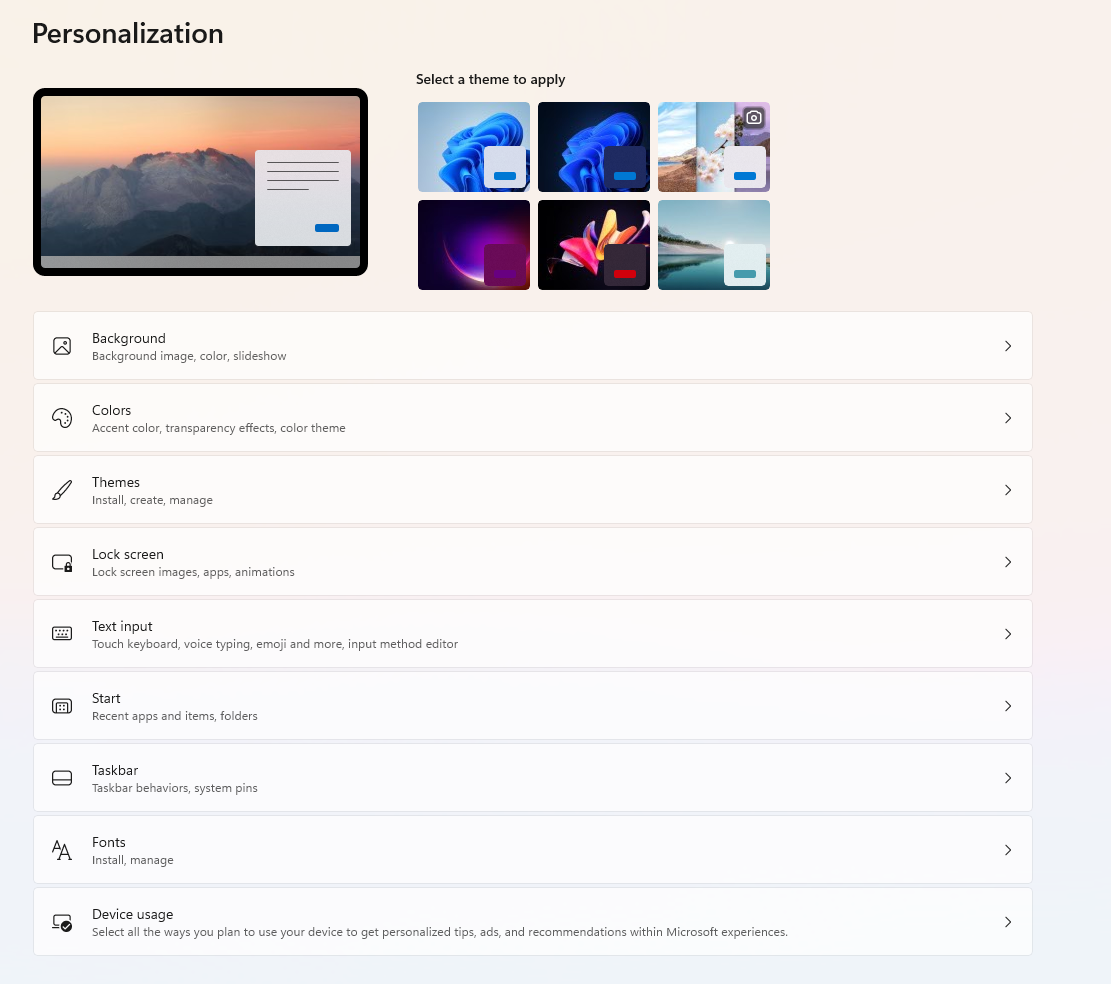 Personalization
Select a theme to apply
Background
Background image, color, slideshow
Colors
Accent color, transparency effects, color theme
Themes
Install, create, manage
Lock screen
Lock screen images, apps, animations
Text input
Touch keyboard, voice typing, emoji and more, input method editor
Start
Recent apps and items, folders
Taskbar
Taskbar behaviors, system pins
Fonts
Install, manage
Device usage
Select all the ways you plan to use your device to get personalized tips, ads, and recommendations within Microsoft experiences.